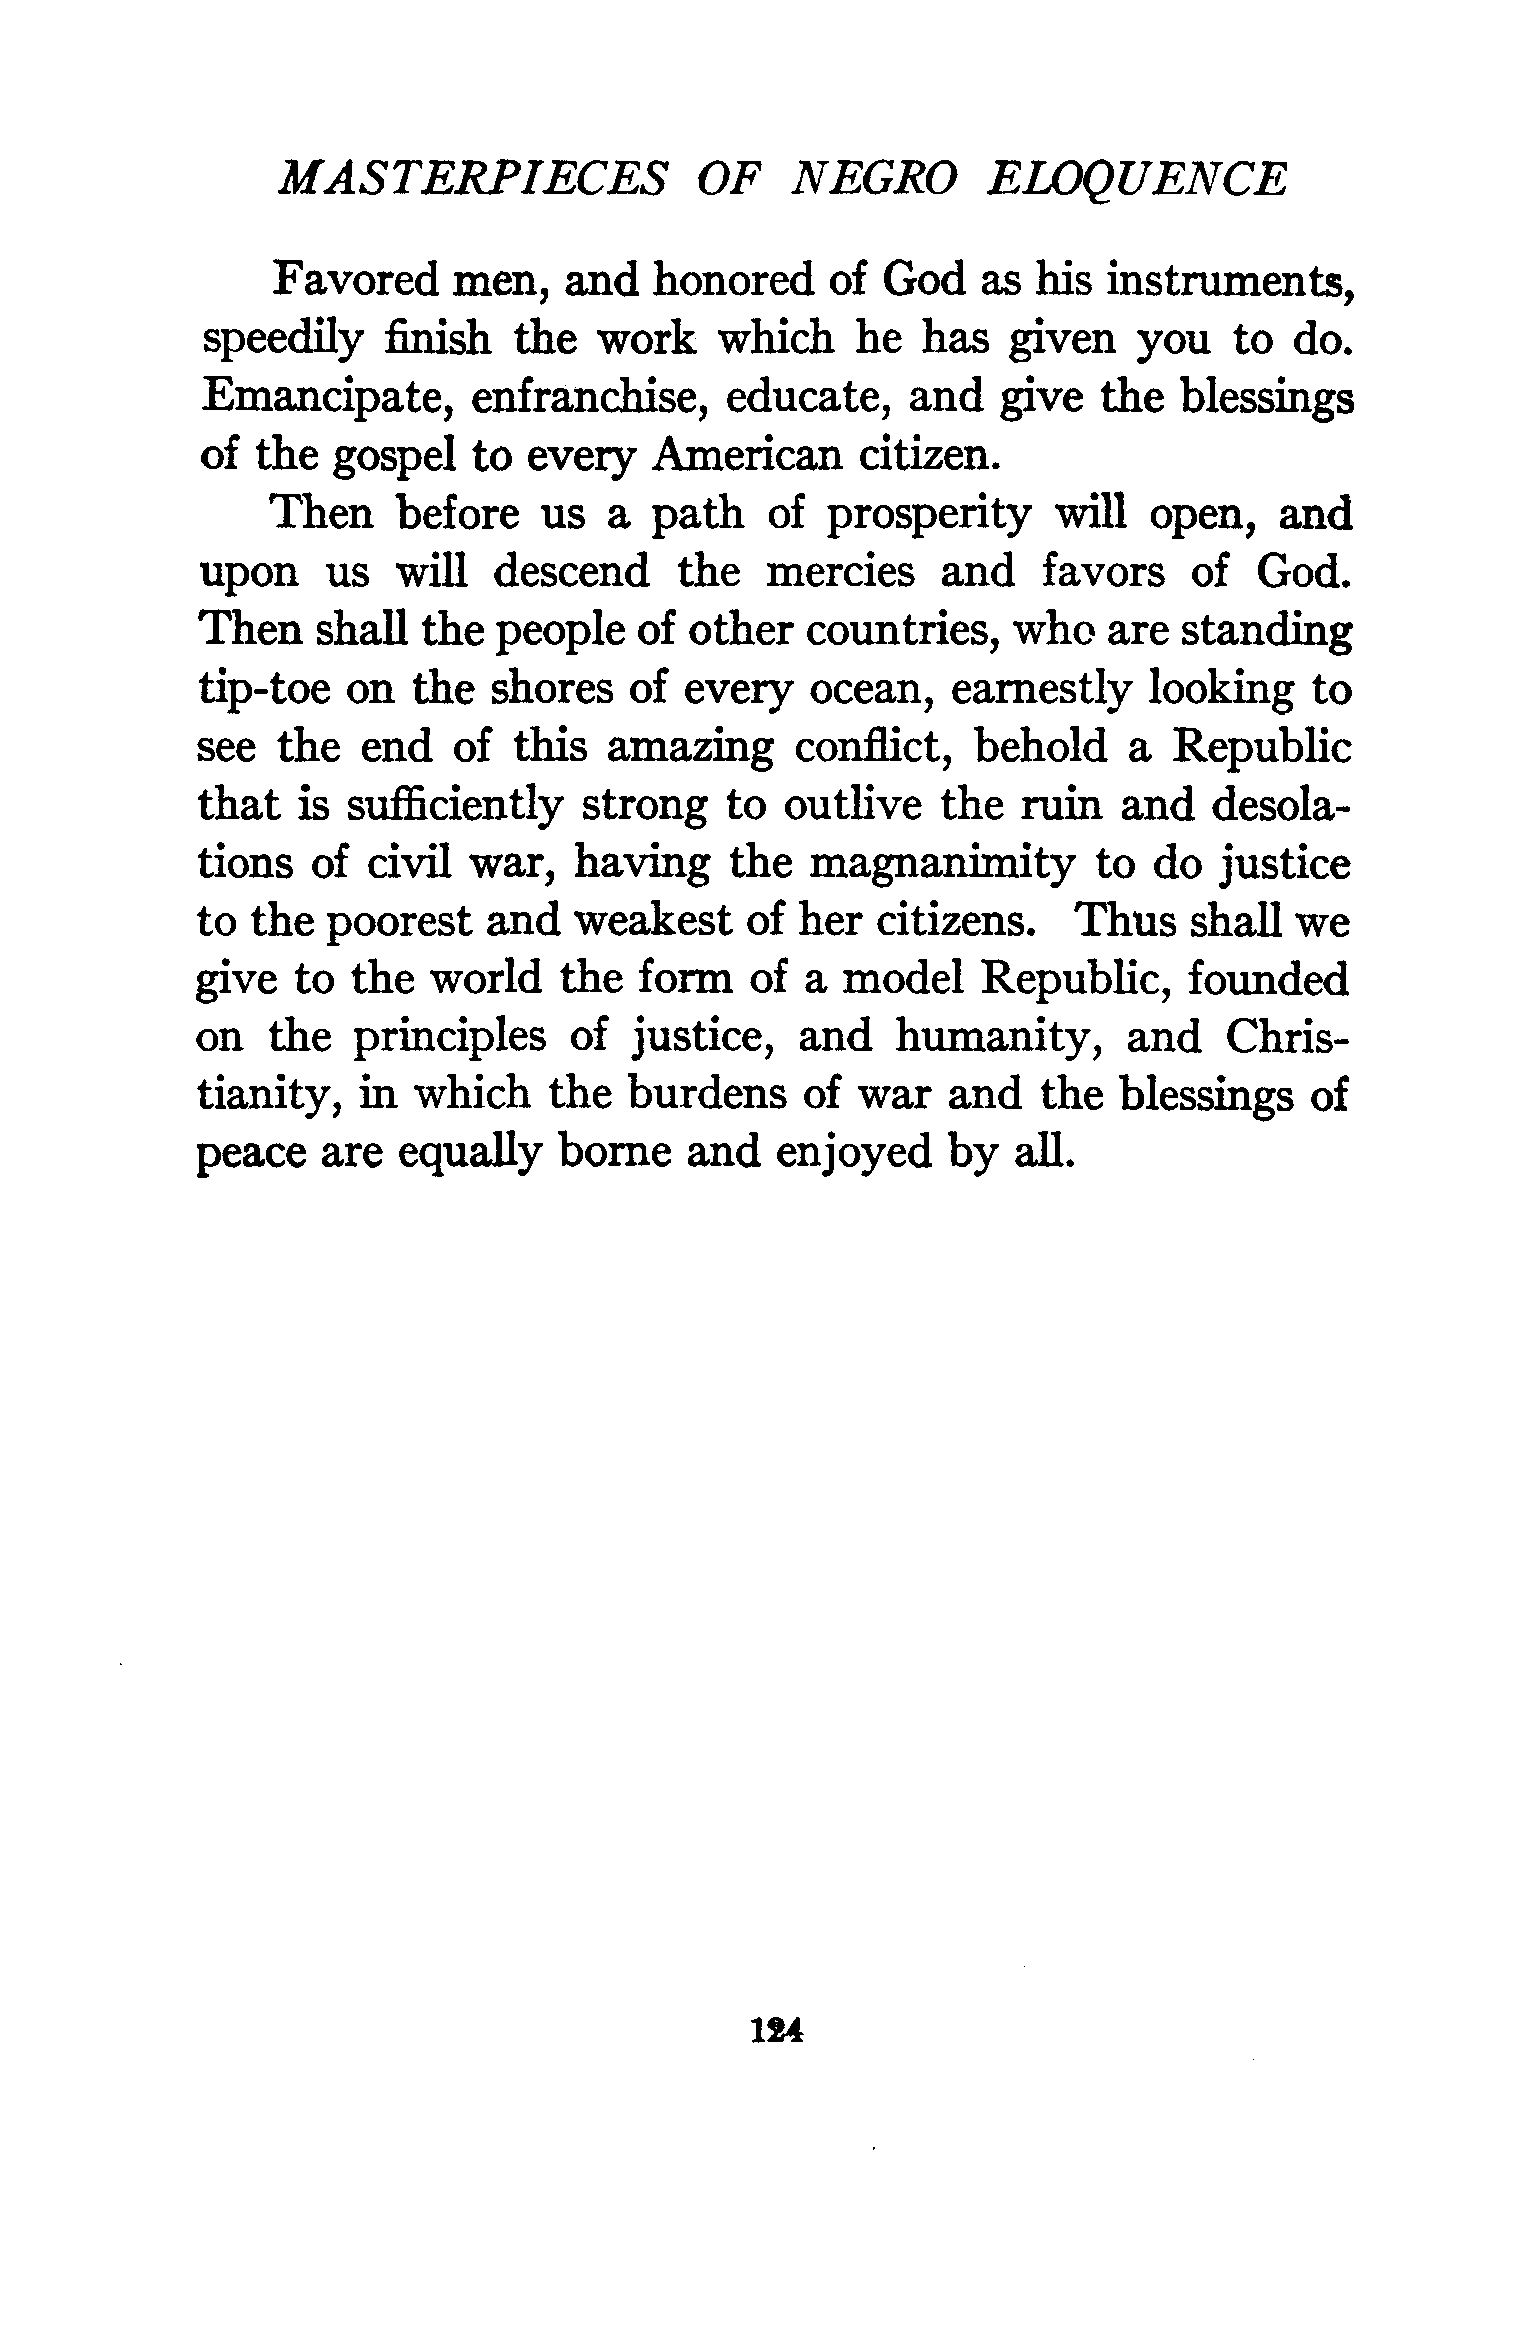 MASTERPIECES OF NEGRO ELOQUENCE
Favored men, and honored of God as his instruments,
speedily finish the work which he has given you to do.
Emancipate, enfranchise, educate, and give the blessings
of the gospel to every American citizen.
Then before us a path of prosperity will open, and
upon us will descend the mercies and favors of God.
Then shall the people of other countries, who are standing
tip-toe on the shores of every ocean, earnestly looking to
see the end of this amazing conflict, behold a Republic
that is sufficiently strong to outlive the ruin and desola-
tions of civil war, having the magnanimity to do justice
to the poorest and weakest of her citizens. Thus shall we
give to the world the form of a model Republic, founded
on the principles of justice, and humanity, and Chris-
tianity, in which the burdens of war and the blessings of
peace are equally borne and enjoyed by all.
124